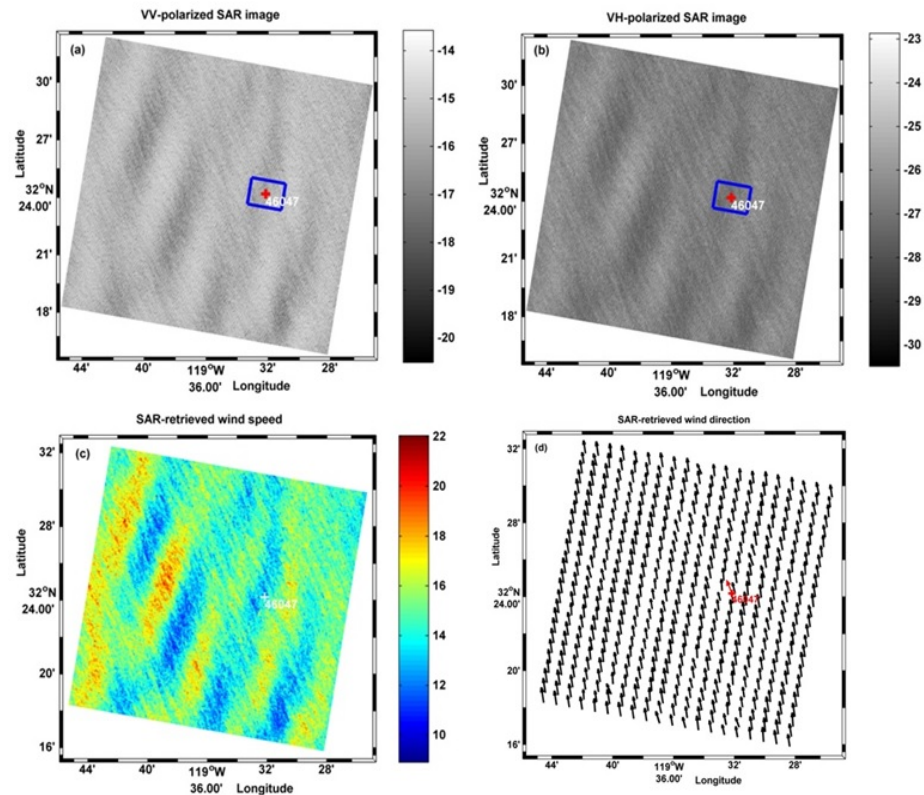 VV-polarized SAR image
(a)
30'
27'
32°N
24.00'
21'
18'
Latitude
46047
44'
40'
119°W
36.00'
32'
28'
Longitude
-14
-15
-16
-17
-18
-19
-20
VH-polarized SAR image
(b)
30'
27'
32°N
24.00'
21'
18'
Latitude
46047
44'
40'
119°W
36.00'
32'
28'
Longitude
-23
-24
-25
-26
-27
-28
-29
-30
SAR-retrieved wind speed
(c)
32'
28'
32°N
24.00'
20'
16'
Latitude
46047
44'
40'
119°W
36.00'
32'
28'
Longitude
22
20
18
16
14
12
10
SAR-retrieved wind direction
(d)
32'
28'
32°N
24.00'
20'
16'
Latitude
46047
44'
40'
119°W
36.00'
32'
28'
Longitude